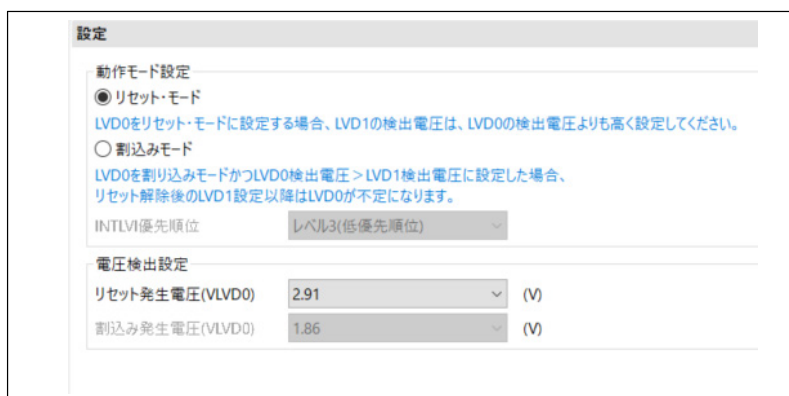 設定
動作モード設定
リセット・モード
LVD0をリセット・モードに設定する場合、LVD1の検出電圧は、LVD0の検出電圧よりも高く設定してください。
割込みモード
LVD0を割り込みモードかつLVD0検出電圧＞LVD1検出電圧に設定した場合、
リセット解除後のLVD1設定以降はLVD0が不定になります。
INTLVI優先順位 レベル3(低優先順位)
電圧検出設定
リセット発生電圧(VLVD0) 2.91 (V)
割込み発生電圧(VLVD0) 1.86 (V)